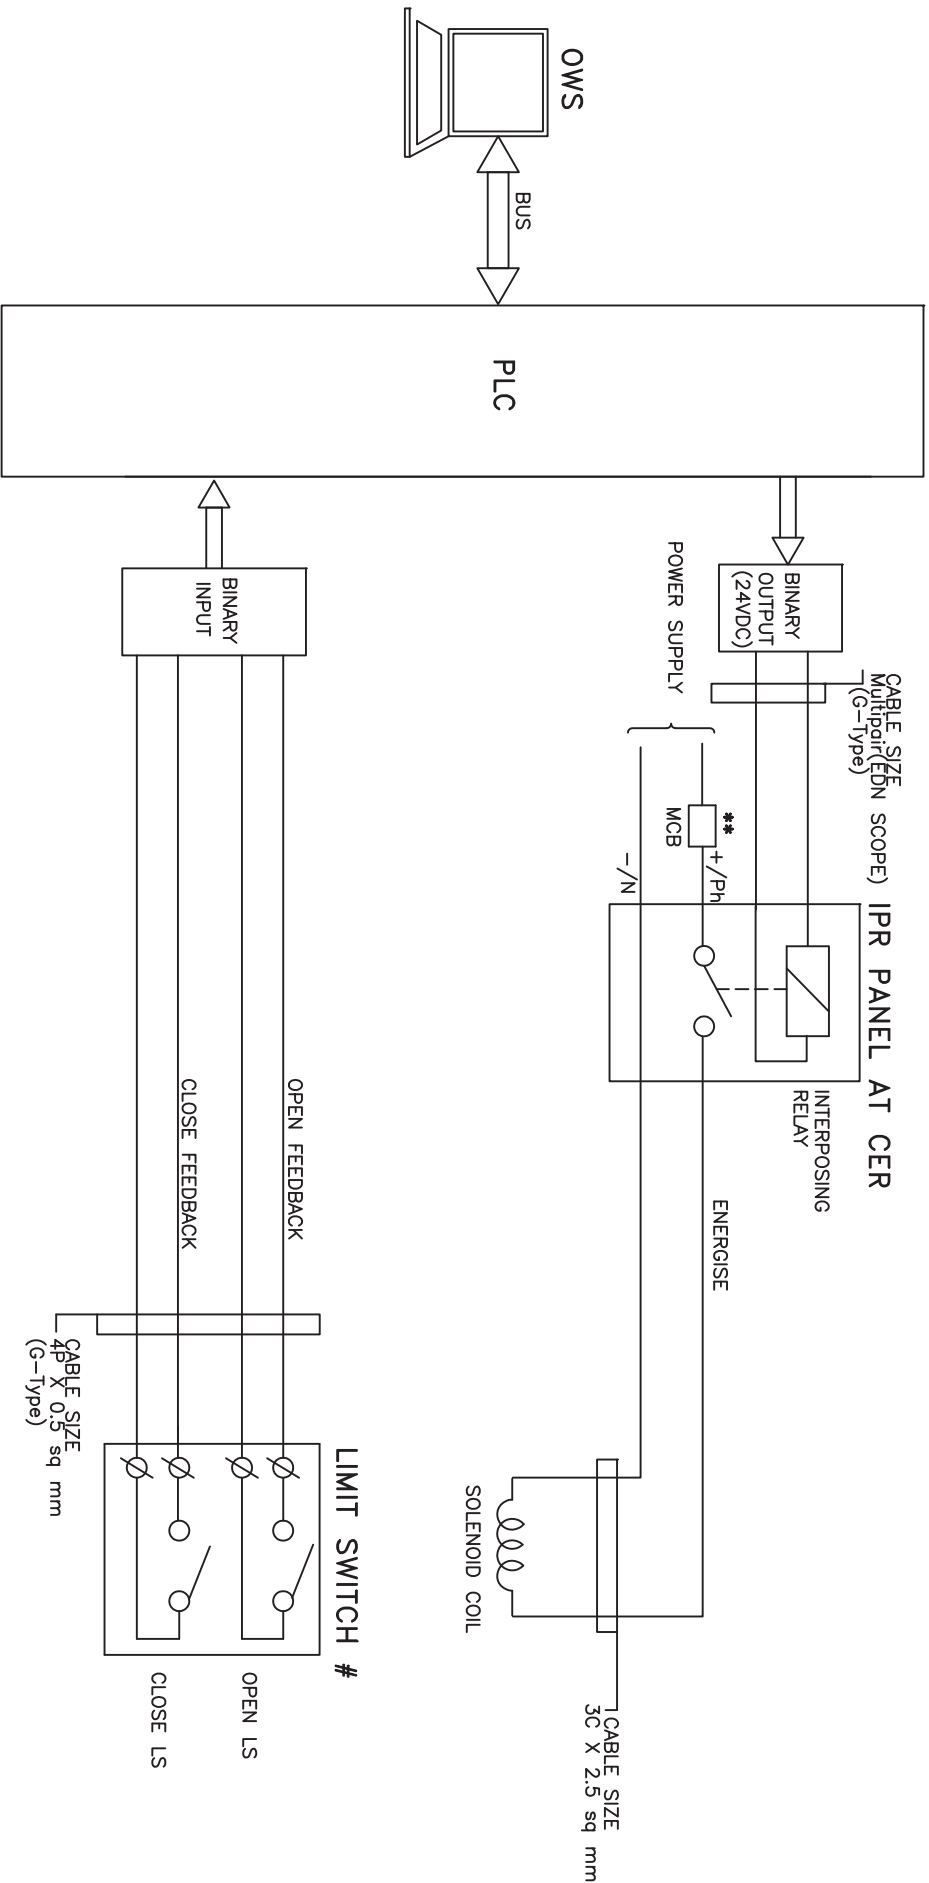 OWS
BUS
PLC
BINARY
OUTPUT
(24VDC)
CABLE SIZE
Multipair(EDN SCOPE)
(G-Type)
POWER SUPPLY
**
MCB
+/Ph
-/N
IPR PANEL AT CER
INTERPOSING
RELAY
ENERGISE
SOLENOID COIL
1CABLE SIZE
3C X 2.5 sq mm
BINARY
INPUT
OPEN FEEDBACK
CLOSE FEEDBACK
CABLE SIZE
4P X 0.5 sq mm
(G-Type)
LIMIT SWITCH #
OPEN LS
CLOSE LS